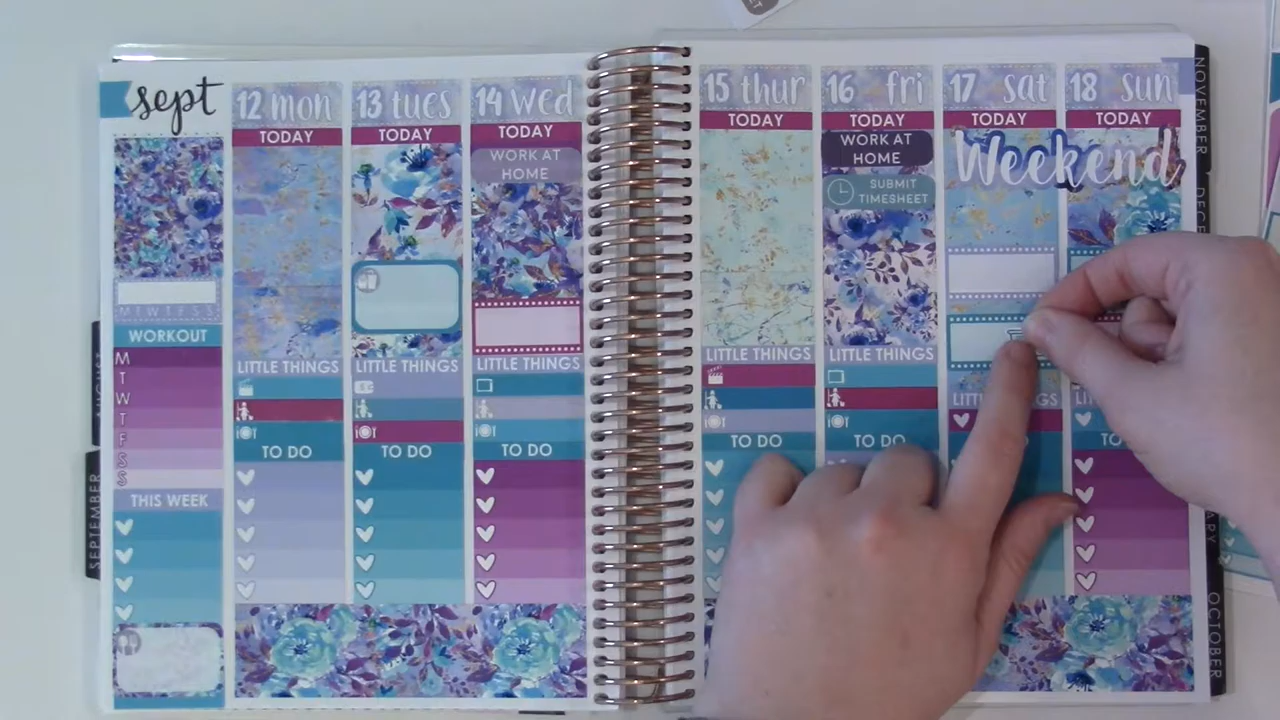 sept
12 mon
13 tues
14 wed
15 thur
16 fri
17 sat
18 sun
TODAY
TODAY
TODAY
TODAY
TODAY
TODAY
TODAY
WORK AT
HOME
WORK AT
HOME
SUBMIT
TIMESHEET
Weekend
M T W T F S S
WORKOUT
M
T
W
T
F
S
S
THIS WEEK
LITTLE THINGS
LITTLE THINGS
LITTLE THINGS
LITTLE THINGS
LITTLE THINGS
TO DO
TO DO
TO DO
TO DO
TO DO
AUGUST
SEPTEMBER
NOVEMBER
OCTOBER